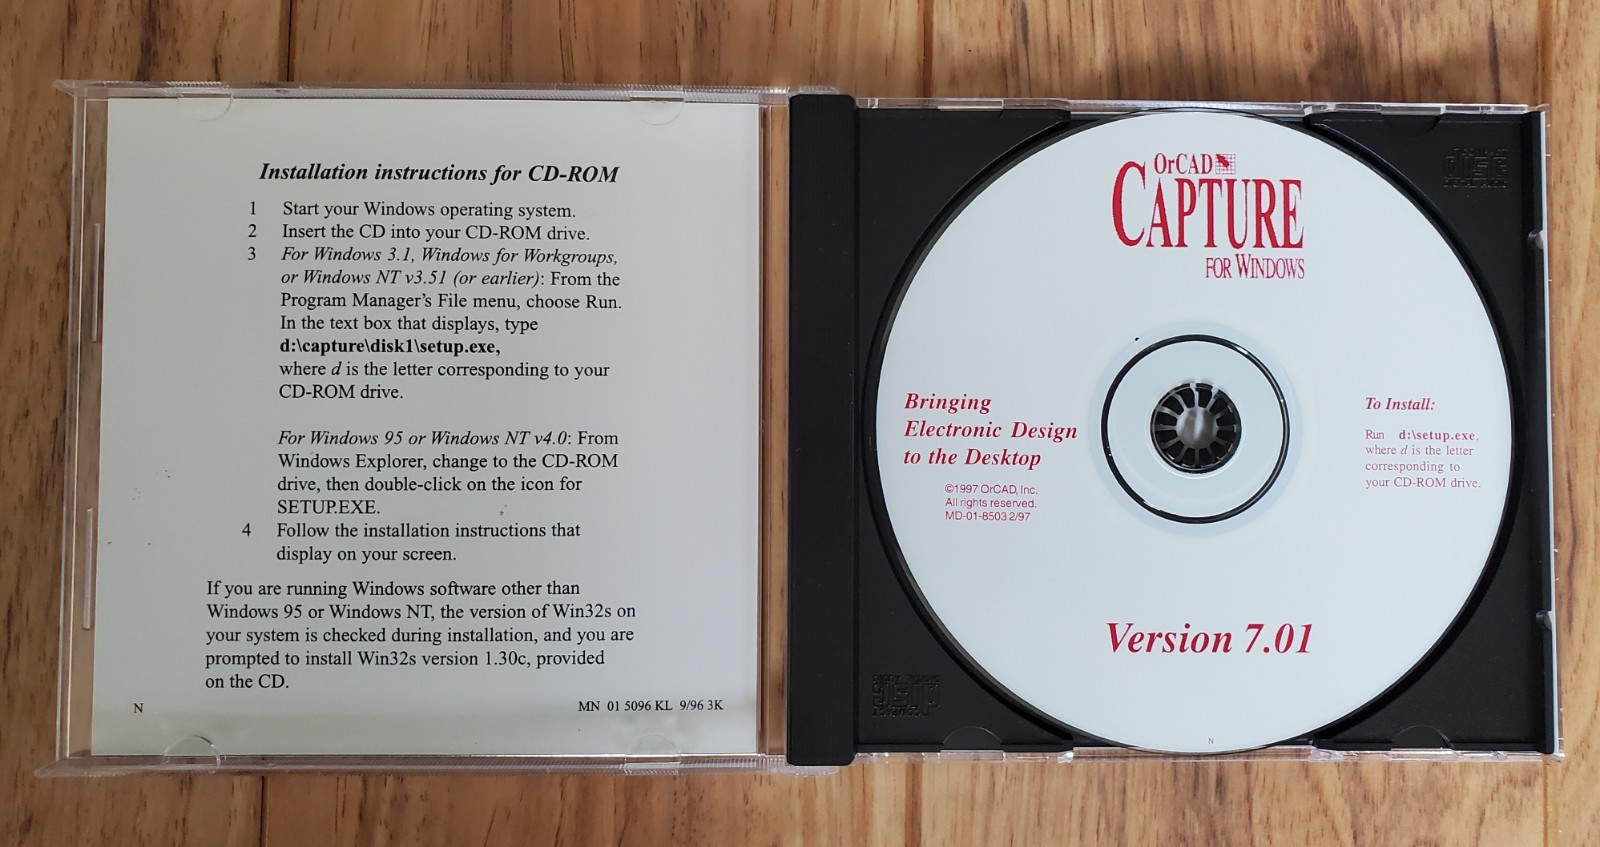 Installation instructions for CD-ROM
1 Start your Windows operating system.
2 Insert the CD into your CD-ROM drive.
3 For Windows 3.1, Windows for Workgroups,
or Windows NT v3.51 (or earlier): From the
Program Manager's File menu, choose Run.
In the text box that displays, type
d:\capture\disk1\setup.exe,
where d is the letter corresponding to your
CD-ROM drive.
For Windows 95 or Windows NT v4.0: From
Windows Explorer, change to the CD-ROM
drive, then double-click on the icon for
SETUP.EXE.
4 Follow the installation instructions that
display on your screen.
If you are running Windows software other than
Windows 95 or Windows NT, the version of Win32s on
your system is checked during installation, and you are
prompted to install Win32s version 1.30c, provided
on the CD.
N MN 01 5096 KL 9/96 3K
OrCAD
CAPTURE
FOR WINDOWS
Bringing
Electronic Design
to the Desktop
©1997 OrCAD, Inc.
All rights reserved.
MD-01-8503 2/97
To Install:
Run d:\setup.exe,
where d is the letter
corresponding to
your CD-ROM drive.
Version 7.01
N